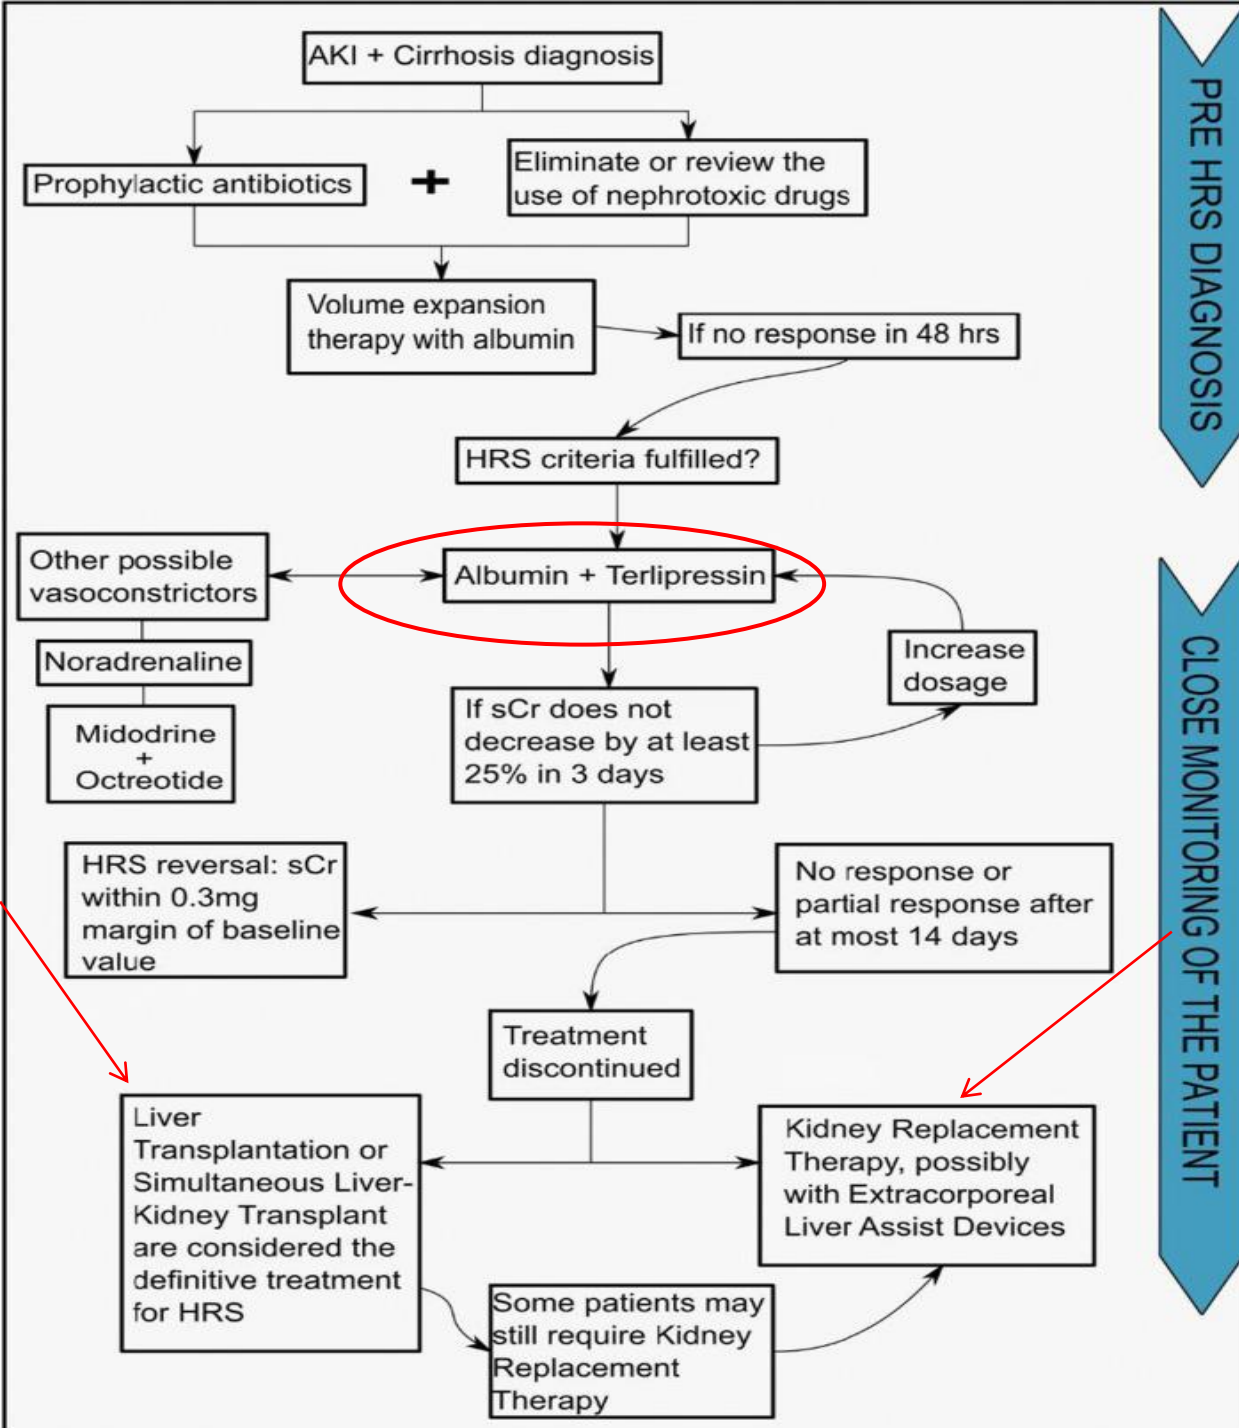 AKI + Cirrhosis diagnosis
Prophylactic antibiotics
+
Eliminate or review the
use of nephrotoxic drugs
Volume expansion
therapy with albumin
If no response in 48 hrs
HRS criteria fulfilled?
Other possible
vasoconstrictors
Albumin + Terlipressin
Noradrenaline
Midodrine
+
Octreotide
Increase
dosage
If sCr does not
decrease by at least
25% in 3 days
HRS reversal: sCr
within 0.3mg
margin of baseline
value
No response or
partial response after
at most 14 days
Treatment
discontinued
Liver
Transplantation or
Simultaneous Liver-
Kidney Transplant
are considered the
definitive treatment
for HRS
Kidney Replacement
Therapy, possibly
with Extracorporeal
Liver Assist Devices
Some patients may
still require Kidney
Replacement
Therapy
PRE HRS DIAGNOSIS
CLOSE MONITORING OF THE PATIENT